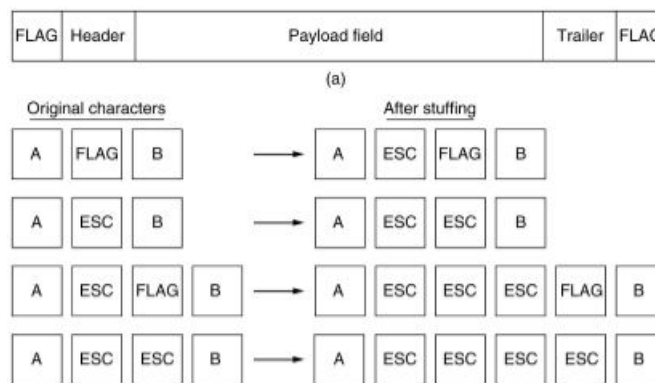 FLAG Header Payload field Trailer FLAG
(a)
Original characters After stuffing
A FLAG B A ESC FLAG B
A ESC B A ESC ESC B
A ESC FLAG B A ESC ESC ESC FLAG B
A ESC ESC B A ESC ESC ESC ESC B